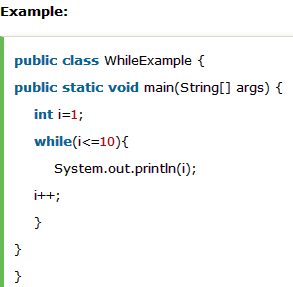 Example:
public class WhileExample {
public static void main(String[] args) {
int i=1;
while(i<=10){
System.out.println(i);
i++;
}
}
}